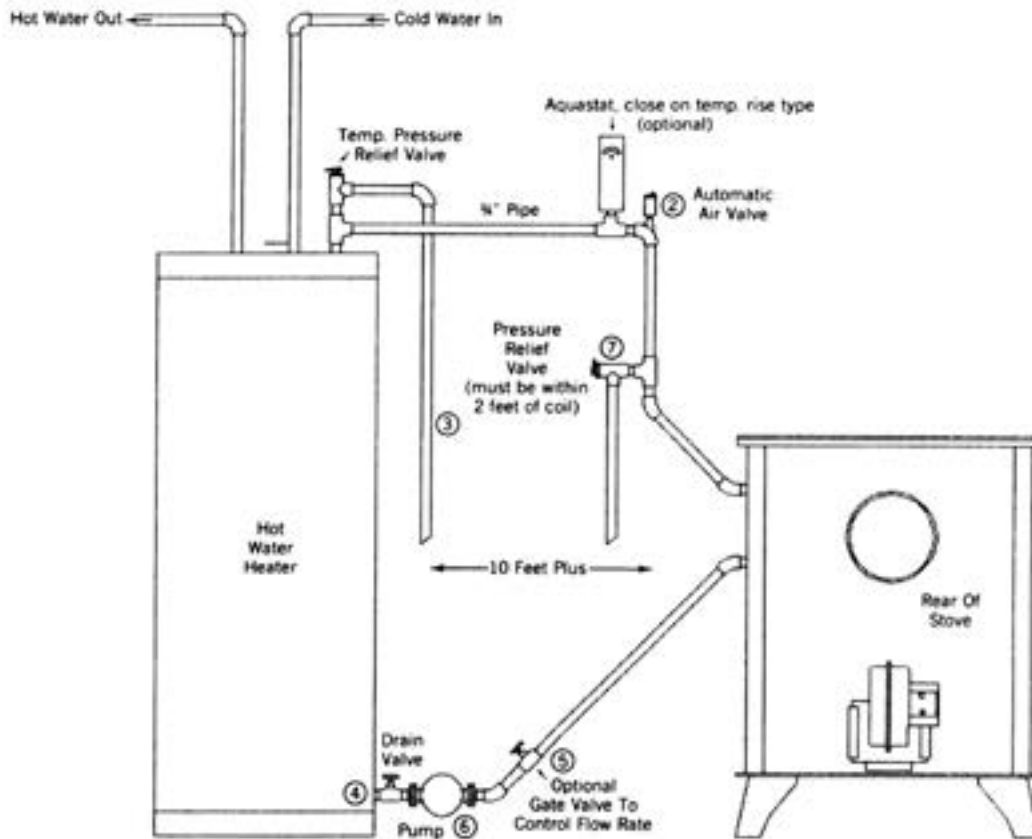 Hot Water Out
Cold Water In
Aquastat, close on temp. rise type
(optional)
Temp. Pressure
Relief Valve
② Automatic
Air Valve
¾" Pipe
Pressure
Relief
Valve
(must be within
2 feet of coil)
⑦
③
Hot
Water
Heater
10 Feet Plus
Rear Of
Stove
Drain
Valve
④
⑤
Optional
Gate Valve To
Control Flow Rate
Pump ⑥